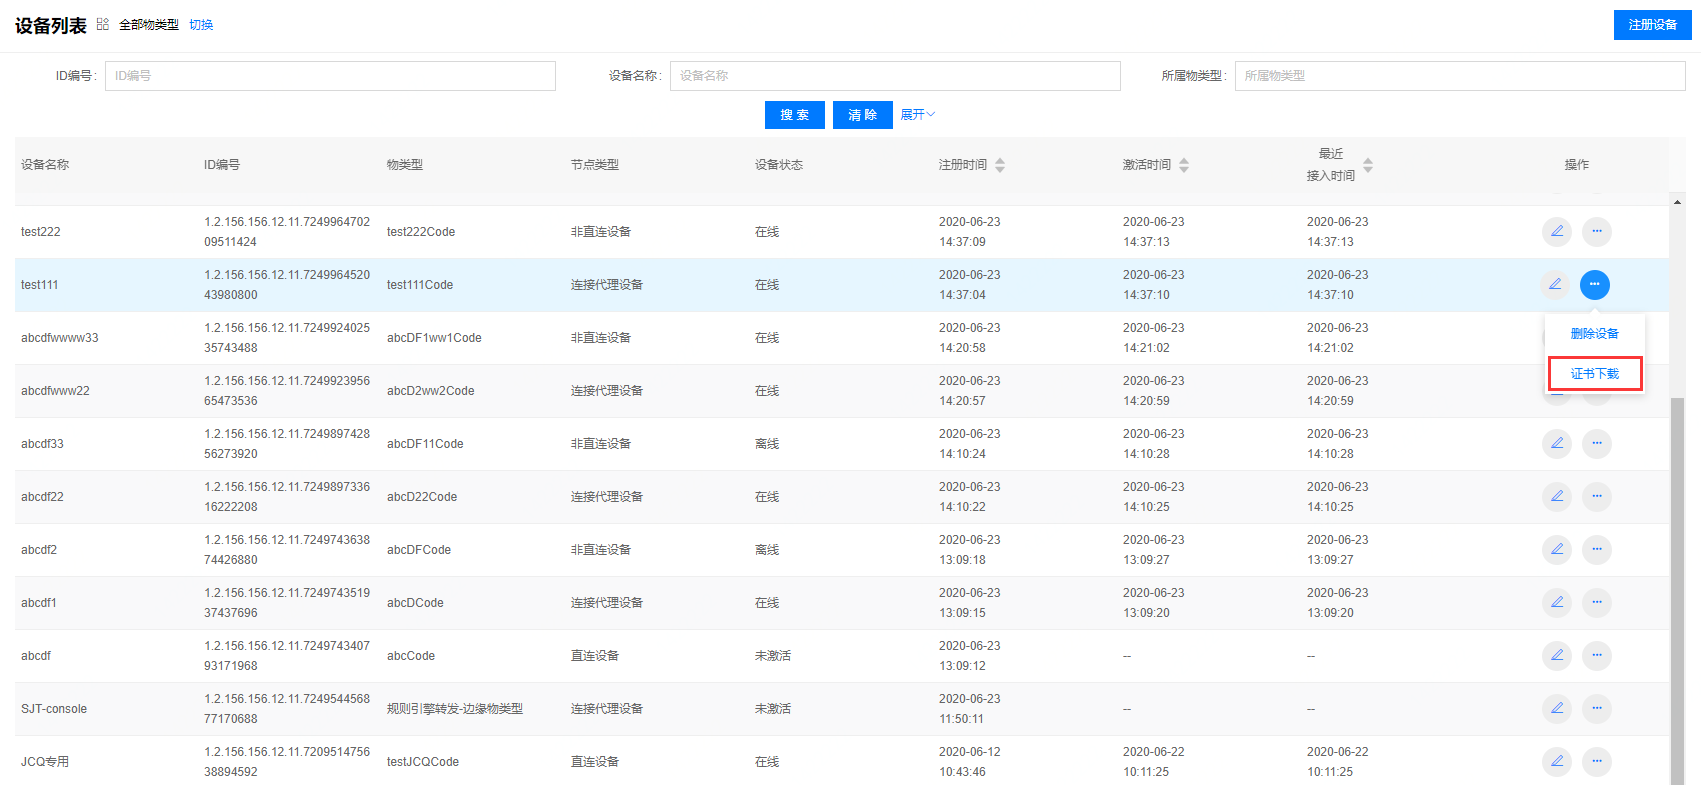 设备列表 全部物类型 切换 注册设备
ID编号: ID编号 设备名称: 设备名称 所属物类型: 所属物类型
搜 索 清 除 展开
设备名称 ID编号 物类型 节点类型 设备状态 注册时间 激活时间 最近 操作
接入时间
test222 1.2.156.156.12.11.7249964702 test222Code 非直连设备 在线 2020-06-23 2020-06-23 2020-06-23
09511424 14:37:09 14:37:13 14:37:13
test111 1.2.156.156.12.11.7249964520 test111Code 连接代理设备 在线 2020-06-23 2020-06-23 2020-06-23
43980800 14:37:04 14:37:10 14:37:10
abcdfwwww33 1.2.156.156.12.11.7249924025 abcDF1ww1Code 非直连设备 在线 2020-06-23 2020-06-23 2020-06-23 删除设备
35743488 14:20:58 14:21:02 14:21:02
abcdfwww22 1.2.156.156.12.11.7249923956 abcD2ww2Code 连接代理设备 在线 2020-06-23 2020-06-23 2020-06-23 证书下载
65473536 14:20:57 14:20:59 14:20:59
abcdf33 1.2.156.156.12.11.7249897428 abcDF11Code 非直连设备 离线 2020-06-23 2020-06-23 2020-06-23
56273920 14:10:24 14:10:28 14:10:28
abcdf22 1.2.156.156.12.11.7249897336 abcD22Code 连接代理设备 在线 2020-06-23 2020-06-23 2020-06-23
16222208 14:10:22 14:10:25 14:10:25
abcdf2 1.2.156.156.12.11.7249743638 abcDFCode 非直连设备 离线 2020-06-23 2020-06-23 2020-06-23
74426880 13:09:18 13:09:27 13:09:27
abcdf1 1.2.156.156.12.11.7249743519 abcDCode 连接代理设备 在线 2020-06-23 2020-06-23 2020-06-23
37437696 13:09:15 13:09:20 13:09:20
abcdf 1.2.156.156.12.11.7249743407 abcCode 直连设备 未激活 2020-06-23 -- --
93171968 13:09:12
SJT-console 1.2.156.156.12.11.7249544568 规则引擎转发-边缘物类型 连接代理设备 未激活 2020-06-23 -- --
77170688 11:50:11
JCQ专用 1.2.156.156.12.11.7209514756 testJCQCode 直连设备 在线 2020-06-12 2020-06-22 2020-06-22
38894592 10:43:46 10:11:25 10:11:25